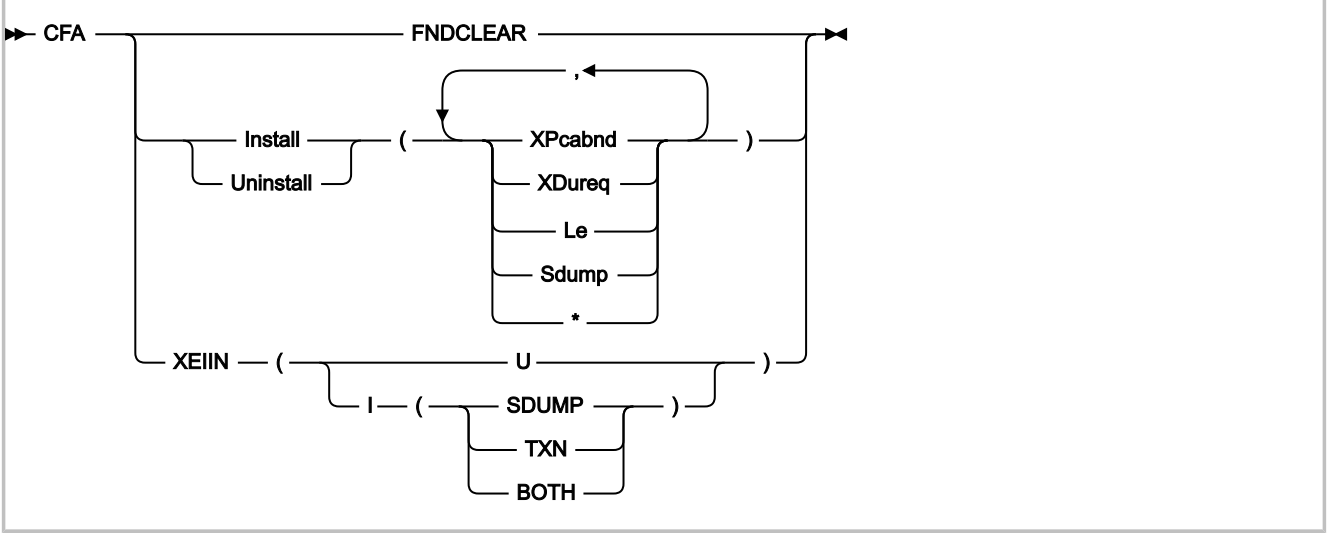 CFA FNDCLEAR
,
Install ( XPcabnd )
Uninstall XDureq
Le
Sdump
*
XEIIN ( U )
I ( SDUMP )
TXN
BOTH